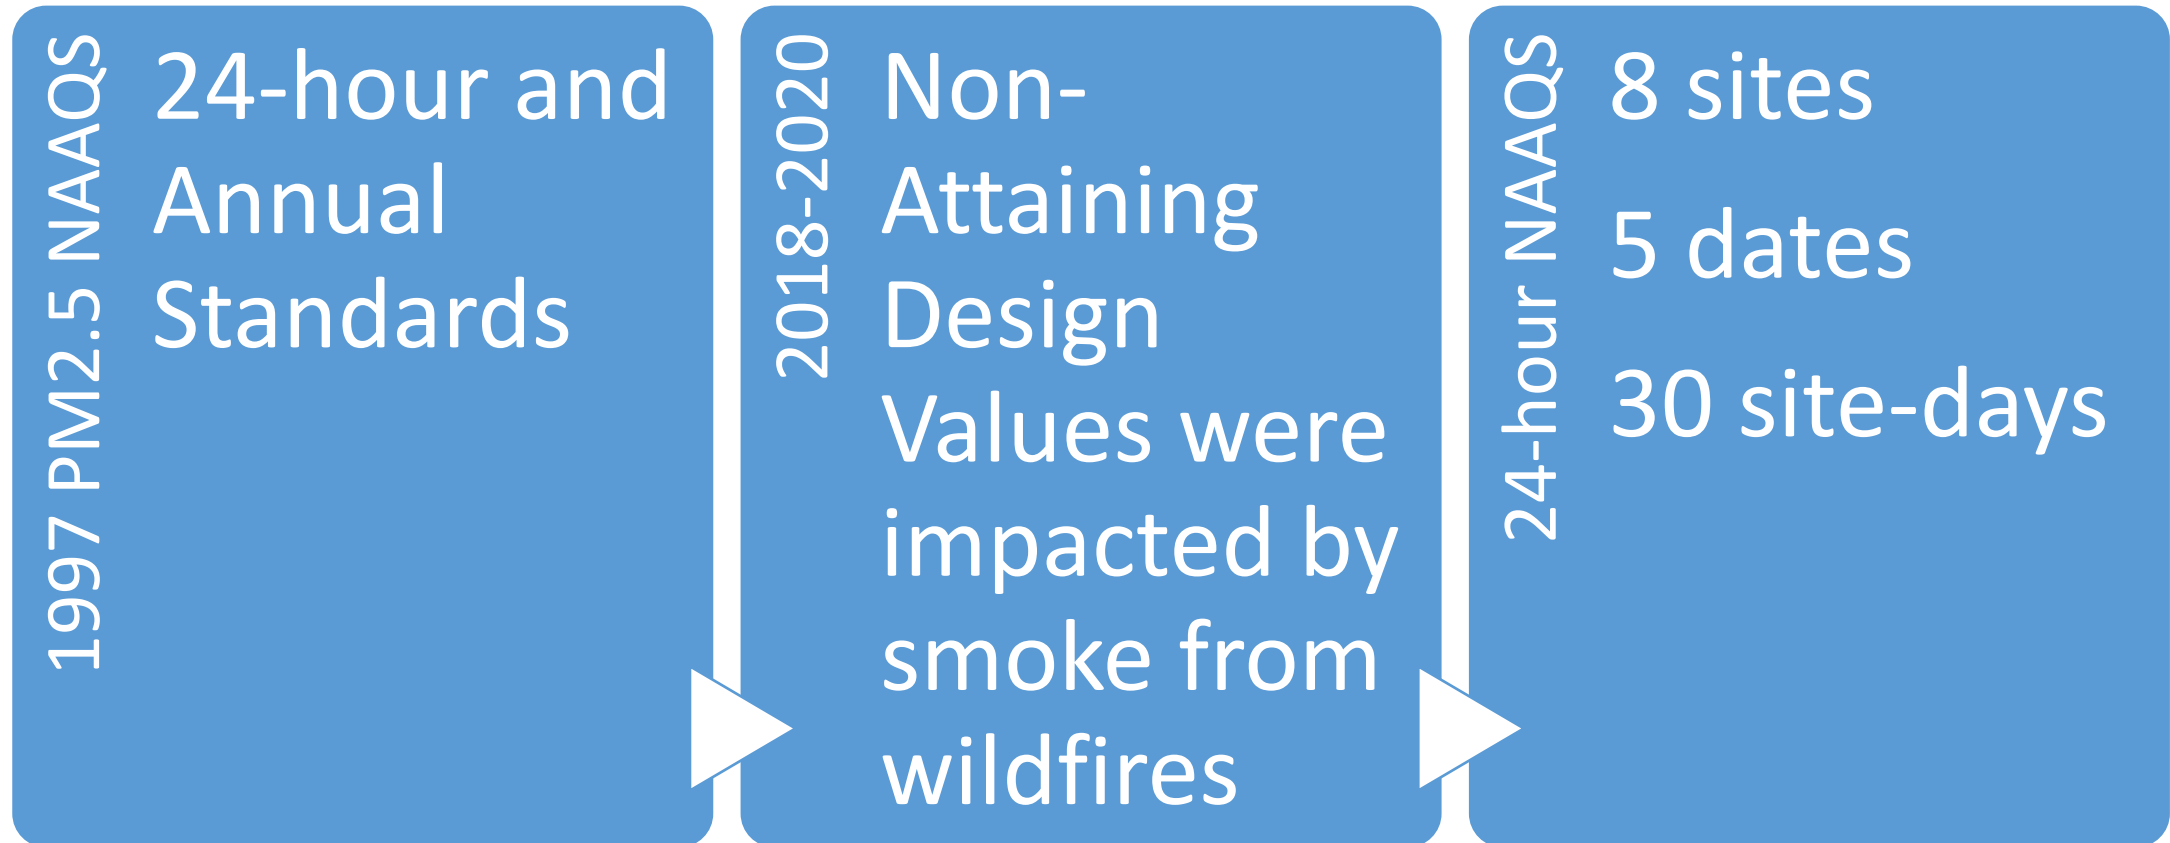 1997 PM2.5 NAAQS
24-hour and
Annual
Standards
2018-2020
Non-
Attaining
Design
Values were
impacted by
smoke from
wildfires
24-hour NAAQS
8 sites
5 dates
30 site-days